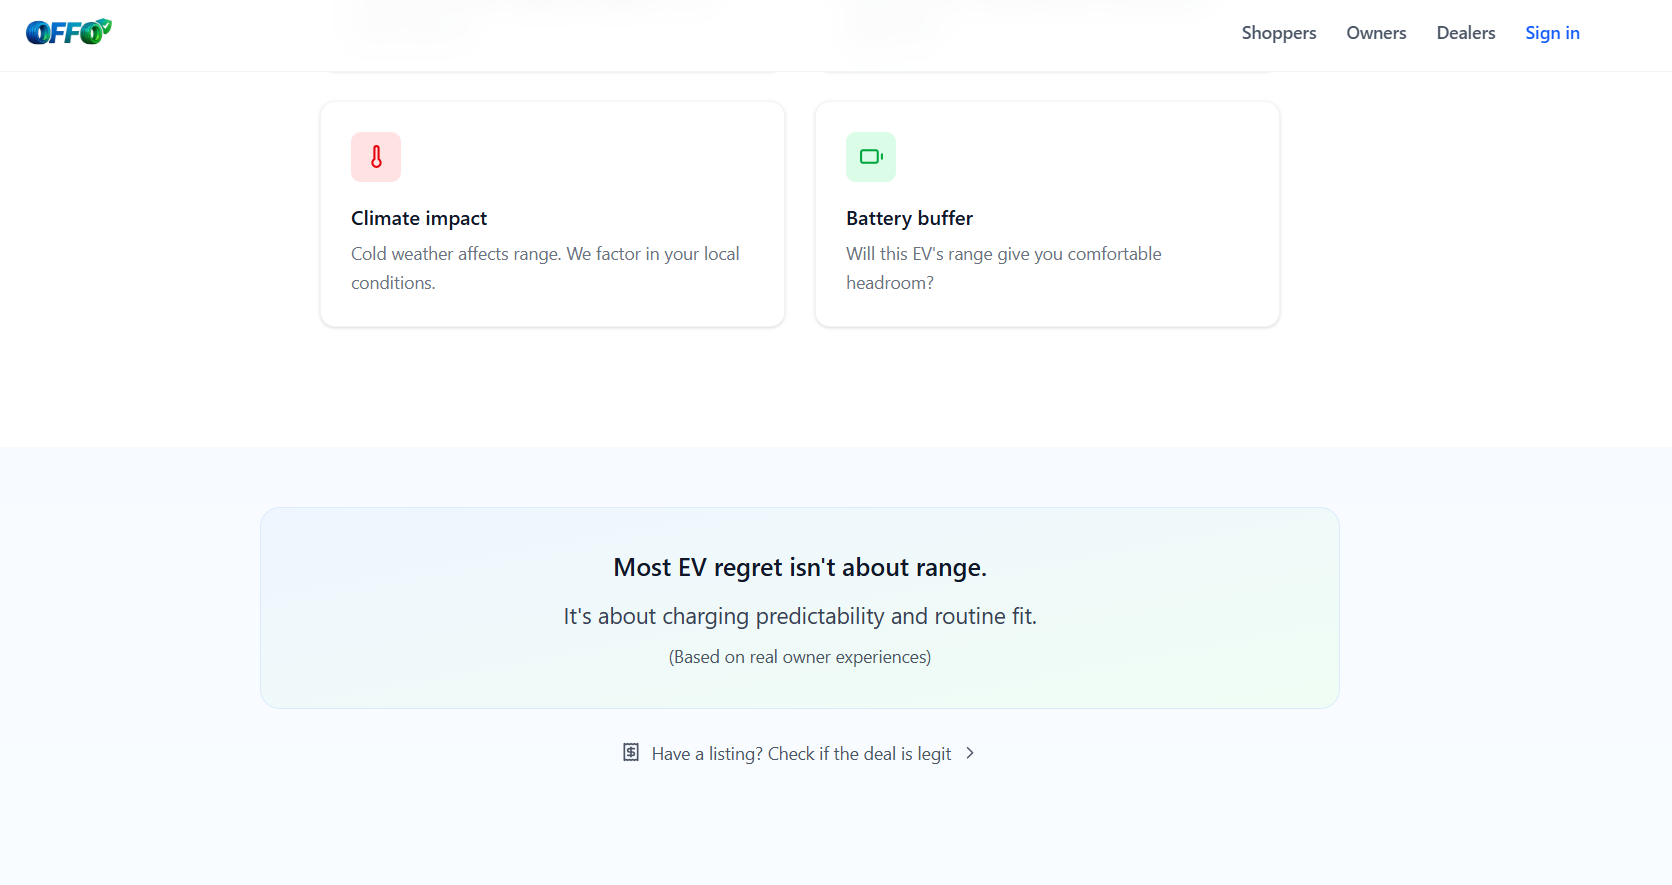 OFFO
Shoppers
Owners
Dealers
Sign in
Climate impact
Cold weather affects range. We factor in your local
conditions.
Battery buffer
Will this EV's range give you comfortable
headroom?
Most EV regret isn't about range.
It's about charging predictability and routine fit.
(Based on real owner experiences)
Have a listing? Check if the deal is legit